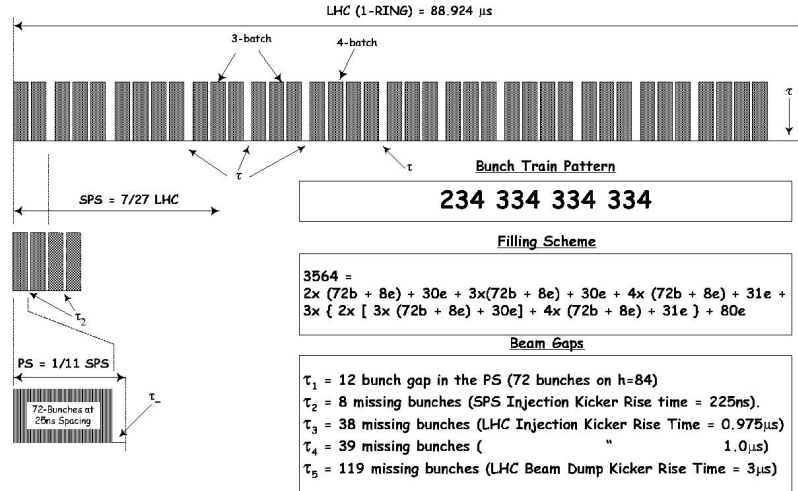 LHC (1-RING) = 88.924 µs
3-batch
4-batch
τ
τ
τ
Bunch Train Pattern
234 334 334 334
SPS = 7/27 LHC
Filling Scheme
3564 =
2x (72b + 8e) + 30e + 3x(72b + 8e) + 30e + 4x (72b + 8e) + 31e +
3x { 2x [ 3x (72b + 8e) + 30e] + 4x (72b + 8e) + 31e } + 80e
τ2
Beam Gaps
PS = 1/11 SPS
τ1 = 12 bunch gap in the PS (72 bunches on h=84)
τ2 = 8 missing bunches (SPS Injection Kicker Rise time = 225ns).
τ3 = 38 missing bunches (LHC Injection Kicker Rise Time = 0.975µs)
τ4 = 39 missing bunches ( " 1.0µs)
τ5 = 119 missing bunches (LHC Beam Dump Kicker Rise Time = 3µs)
τ
72-Bunches at
25ns Spacing